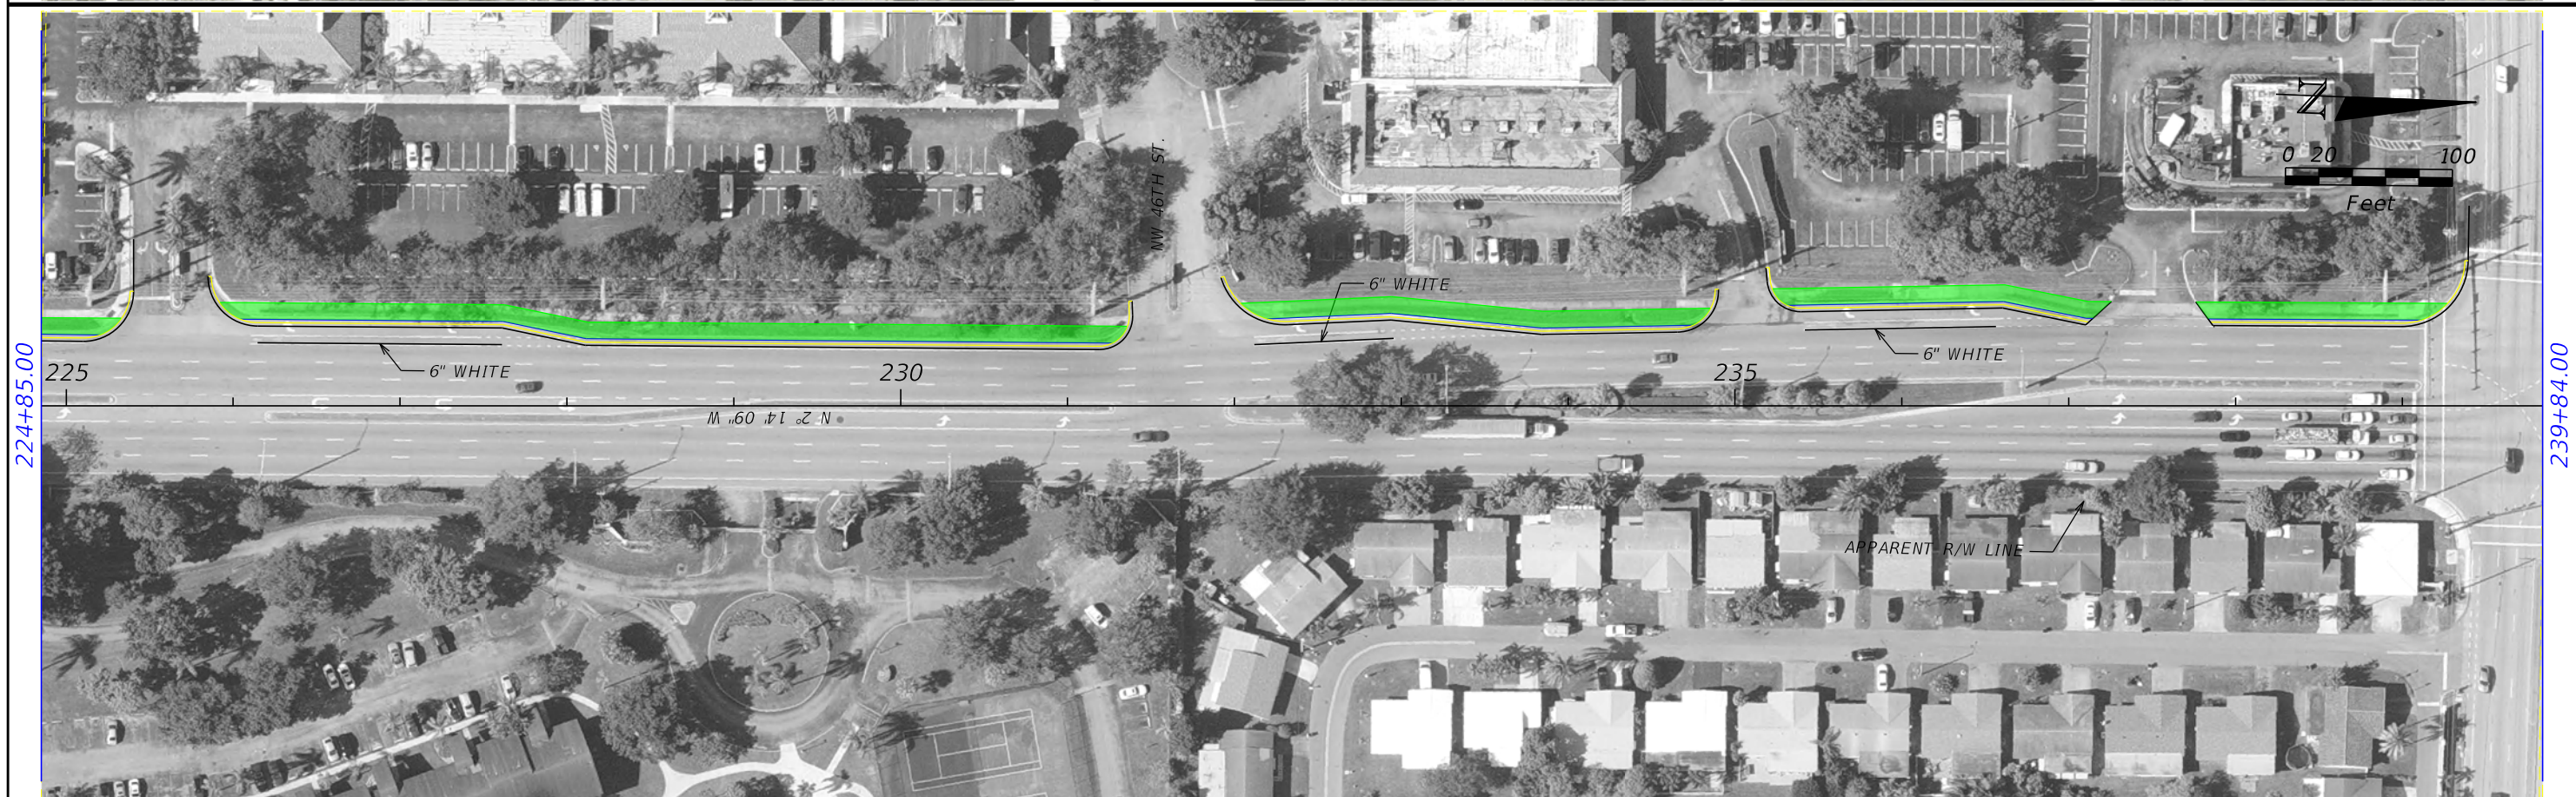 N
0 20 100
Feet
NW 46TH ST.
6" WHITE
6" WHITE
6" WHITE
224+85.00
225
230
235
239+84.00
N 2° 14' 09" W
APPARENT R/W LINE